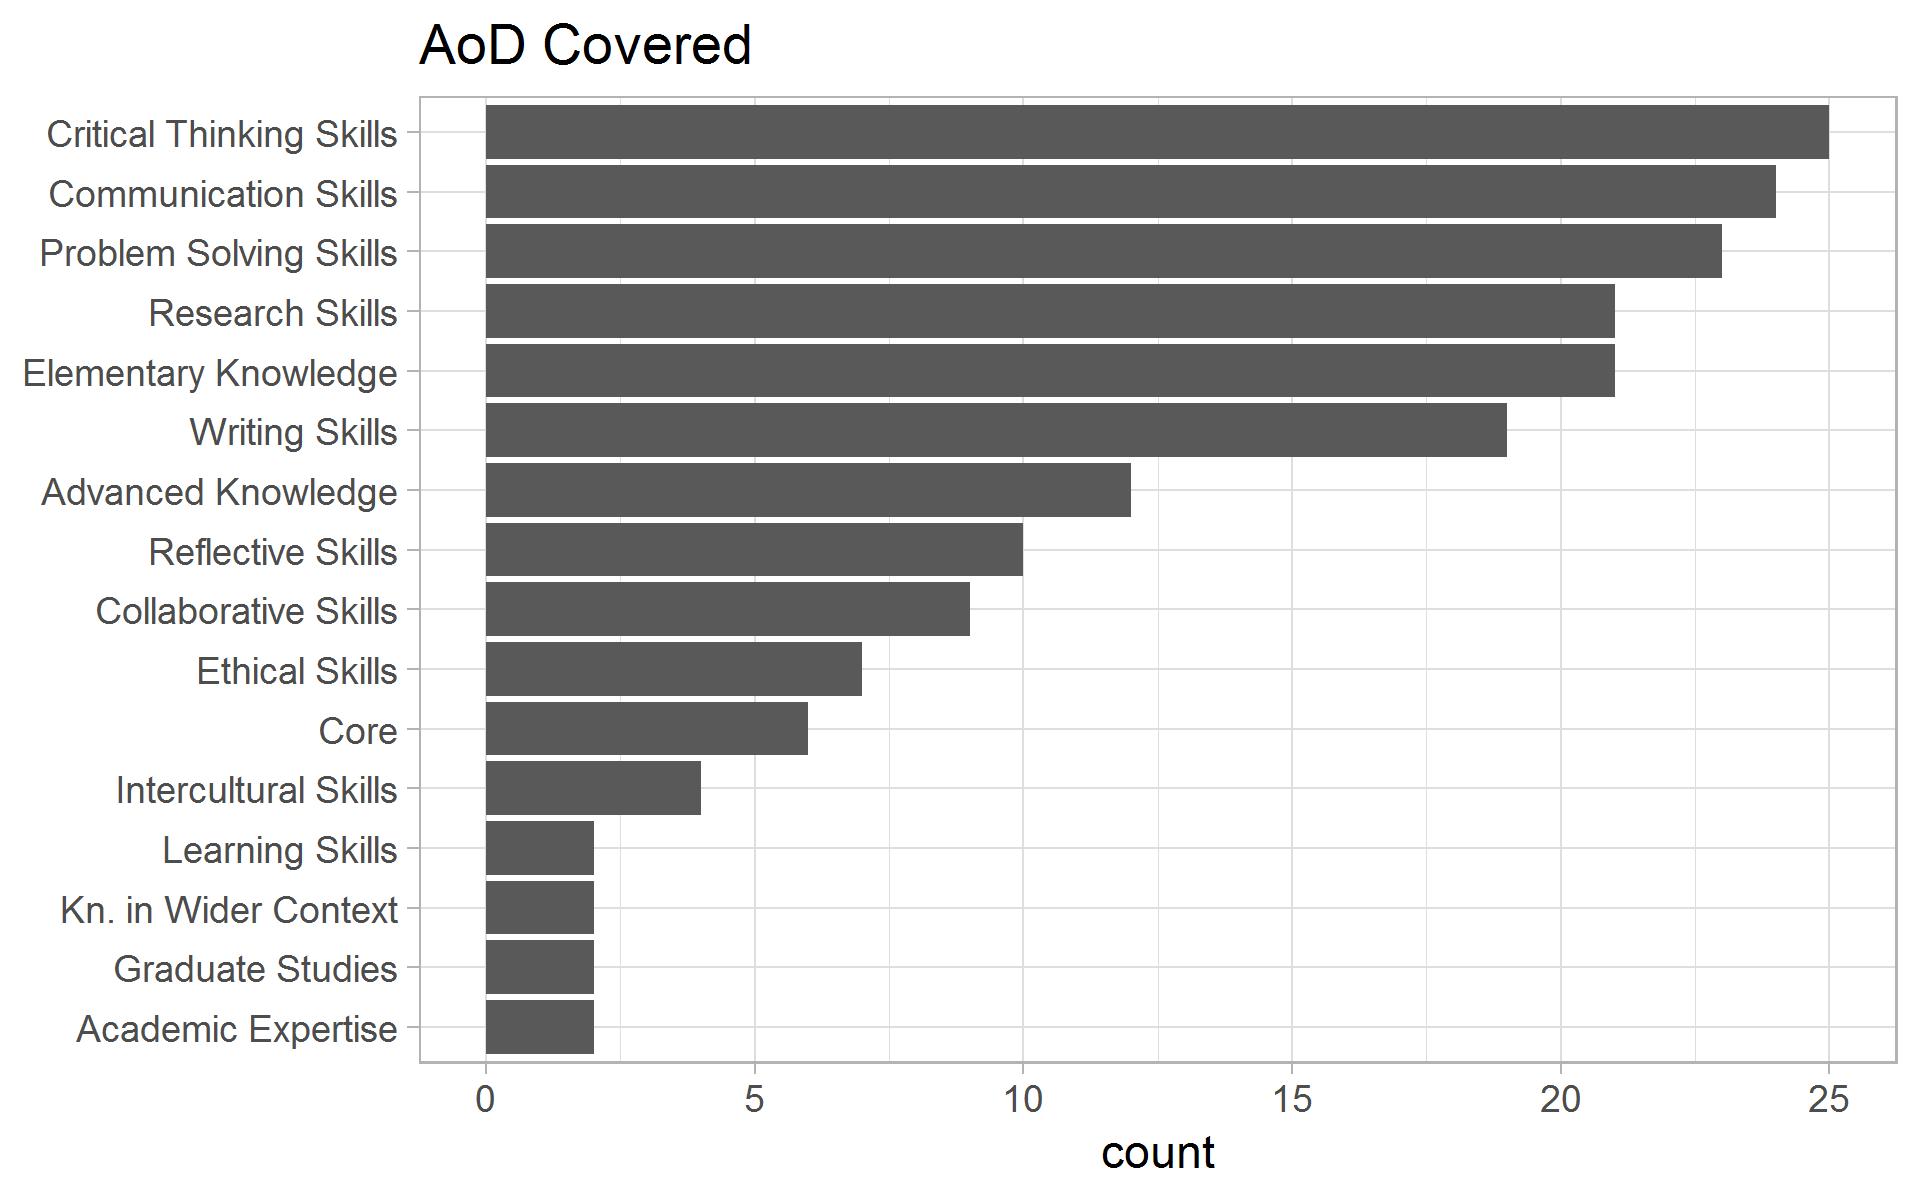 AoD Covered
Critical Thinking Skills
Communication Skills
Problem Solving Skills
Research Skills
Elementary Knowledge
Writing Skills
Advanced Knowledge
Reflective Skills
Collaborative Skills
Ethical Skills
Core
Intercultural Skills
Learning Skills
Kn. in Wider Context
Graduate Studies
Academic Expertise
0 5 10 15 20 25
count